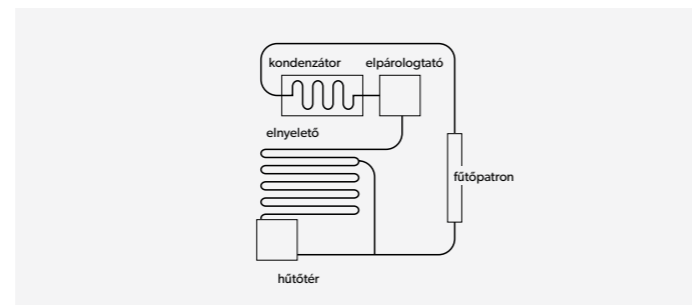 kondenzátor elpárologtató
elnyelető
fűtőpatron
hűtőtér